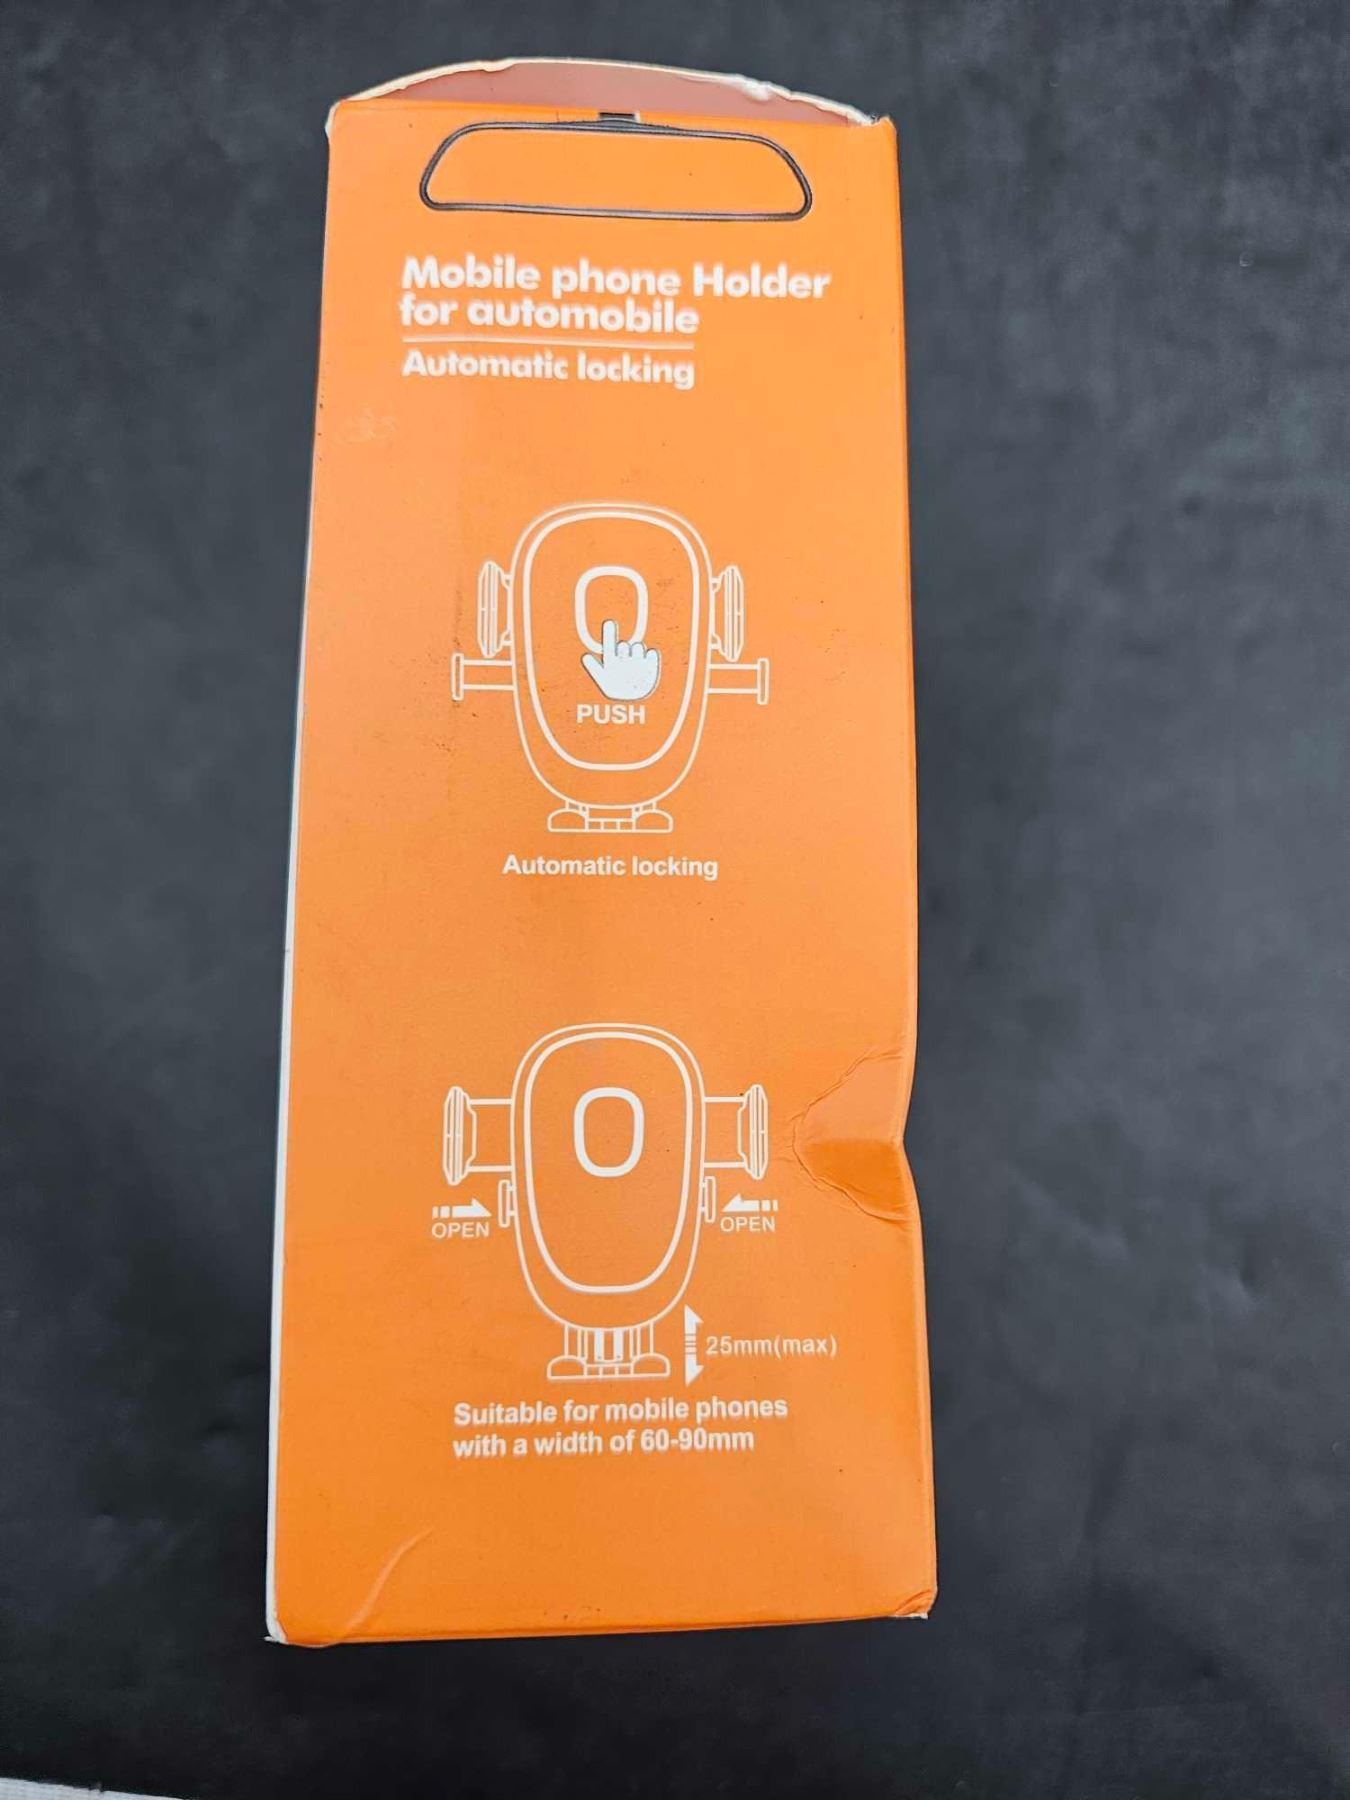 Mobile phone Holder
for automobile
Automatic locking
PUSH
Automatic locking
OPEN
OPEN
25mm(max)
Suitable for mobile phones
with a width of 60-90mm